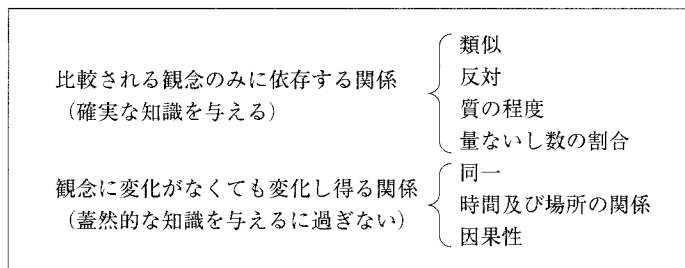 比較される観念のみに依存する関係
（確実な知識を与える）
類似
反対
質の程度
量ないし数の割合
観念に変化がなくても変化し得る関係
（蓋然的な知識を与えるに過ぎない）
同一
時間及び場所の関係
因果性